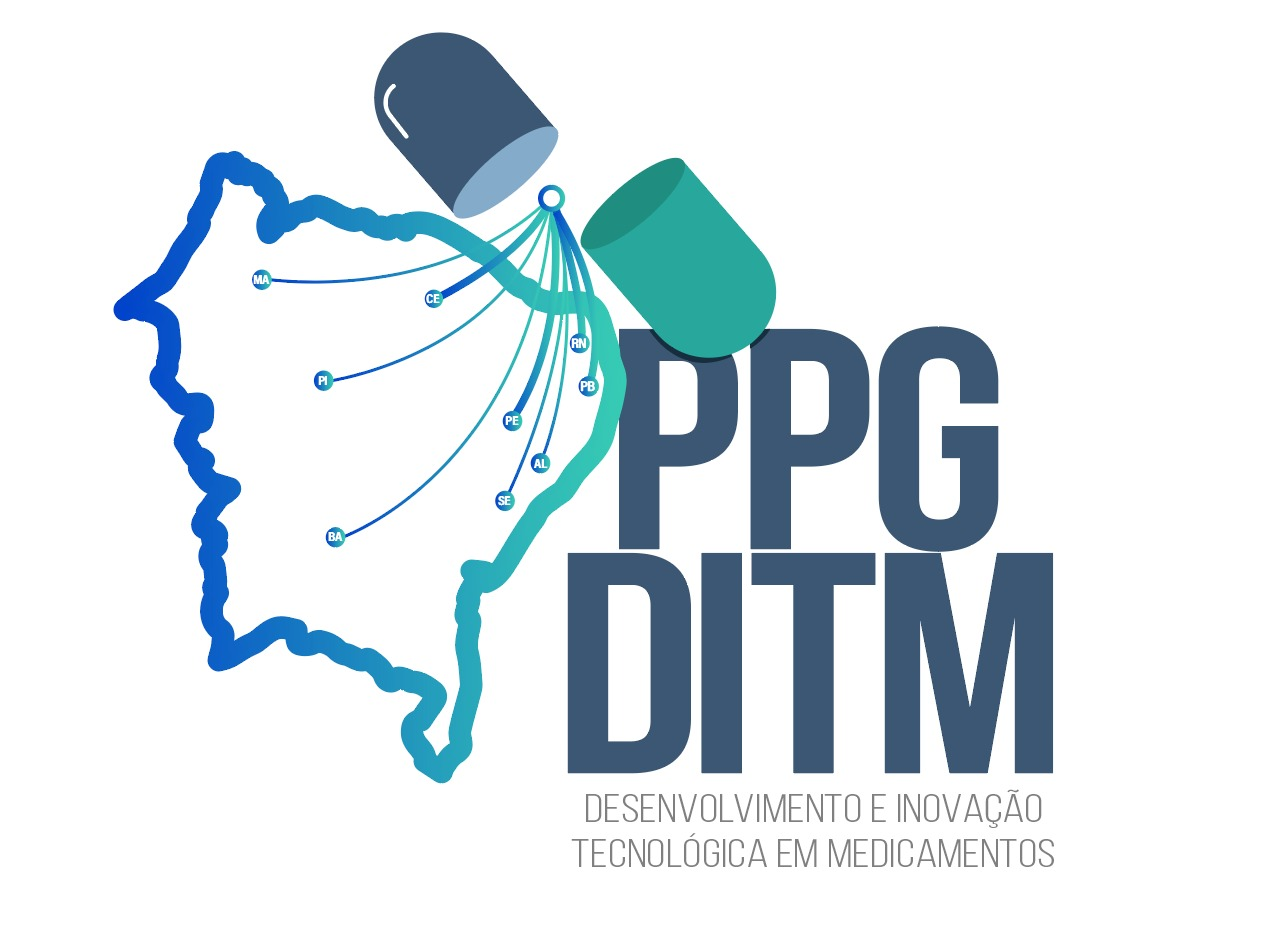 MA
CE
RN
PI
PB
PE
AL
SE
BA
PPG
DITM
DESENVOLVIMENTO E INOVAÇÃO
TECNOLÓGICA EM MEDICAMENTOS